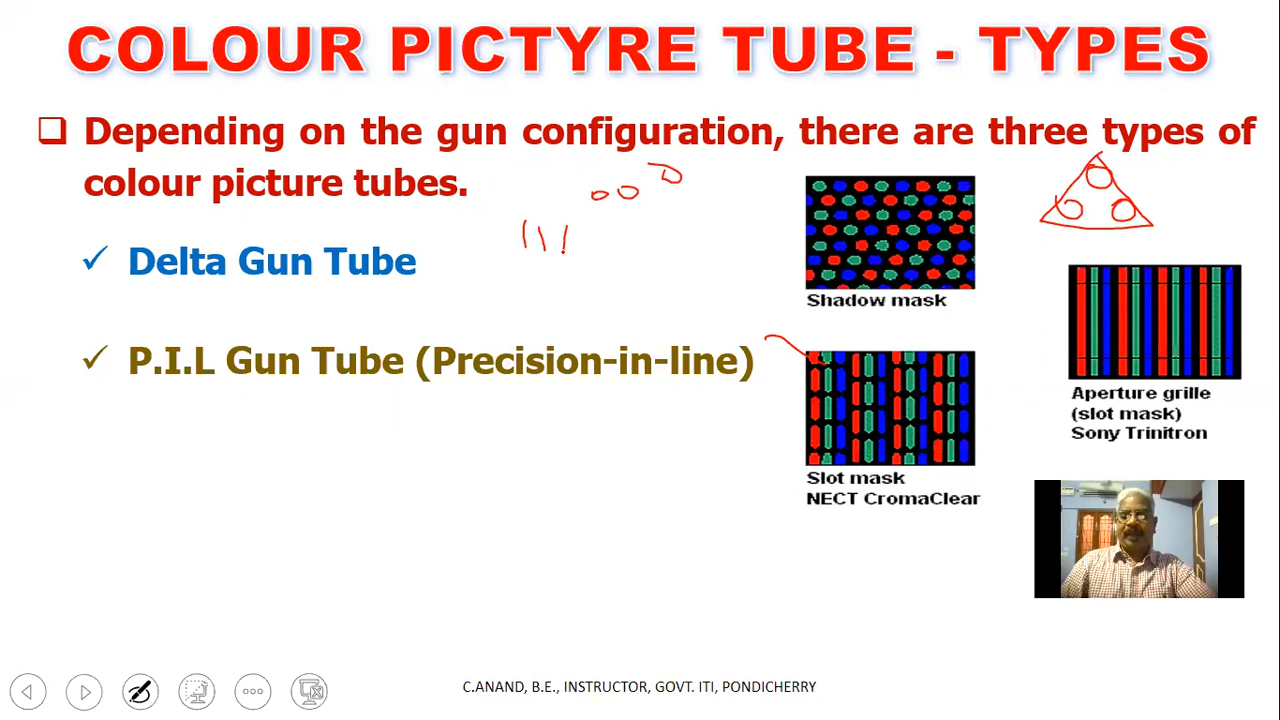 COLOUR PICTYRE TUBE - TYPES
❑ Depending on the gun configuration, there are three types of
colour picture tubes.
✓ Delta Gun Tube
✓ P.I.L Gun Tube (Precision-in-line)
Shadow mask
Aperture grille
(slot mask)
Sony Trinitron
Slot mask
NECT CromaClear
C.ANAND, B.E., INSTRUCTOR, GOVT. ITI, PONDICHERRY